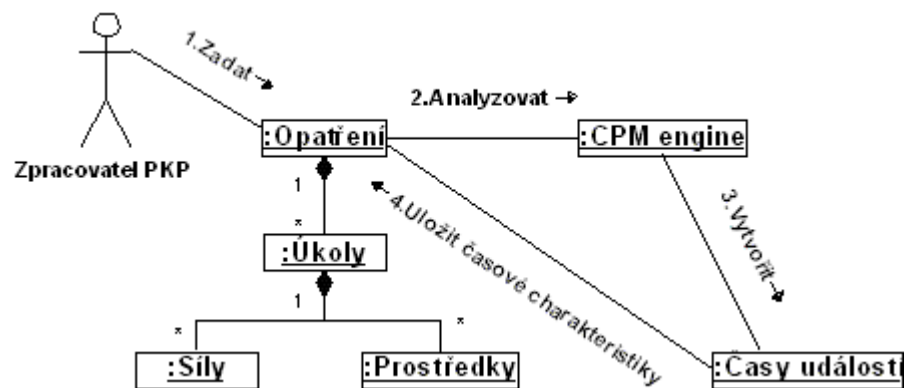 1.Zadat
2.Analyzovat
:Opatření
:CPM engine
Zpracovatel PKP
1
4.Uložit časové charakteristiky
3.Vytvořit
*
:Úkoly
1
*
*
:Síly
:Prostředky
:Časy událostí